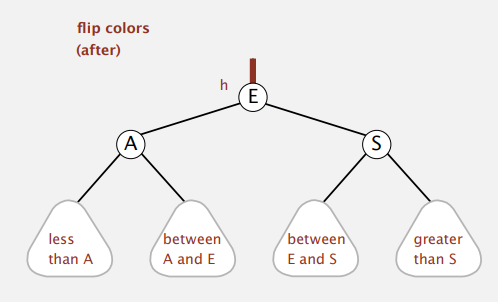 flip colors
(after)
h
E
A
S
less
than A
between
A and E
between
E and S
greater
than S